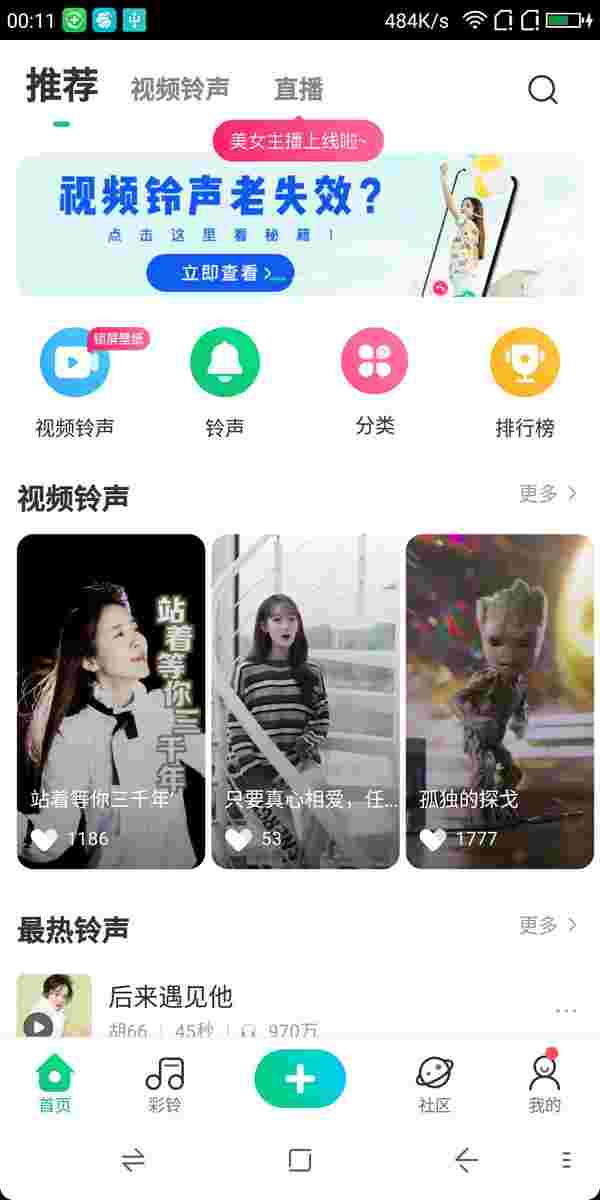 00:11
484K/s
推荐
视频铃声
直播
美女主播上线啦~
视频铃声老失效?
点击这里看秘籍!
立即查看
锁屏壁纸
视频铃声
铃声
分类
排行榜
视频铃声
更多
站着等你三千年
站着等你三千年
只要真心相爱，任...
孤独的探戈
1186
53
1777
最热铃声
更多
后来遇见他
胡66
45秒
970万
首页
彩铃
社区
我的